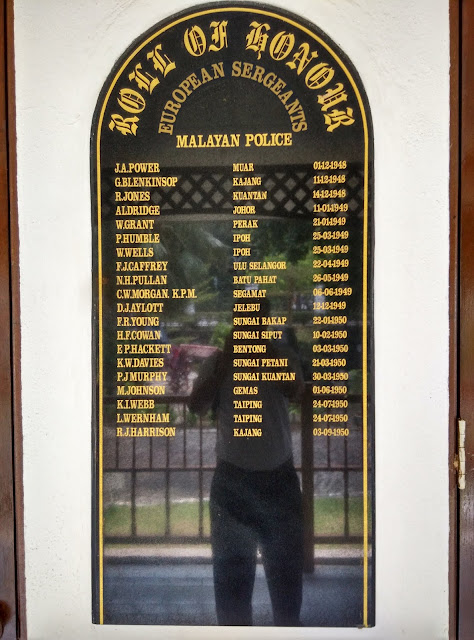 ROLL OF HONOUR
EUROPEAN SERGEANTS
MALAYAN POLICE
J.A.POWER MUAR 01-12-1948
G.BLENKINSOP KAJANG 11-12-1948
R.JONES KUANTAN 14-12-1948
ALDRIDGE JOHOR 11-01-1949
W.GRANT PERAK 21-01-1949
P.HUMBLE IPOH 25-03-1949
W.WELLS IPOH 25-03-1949
F.J.CAFFREY ULU SELANGOR 22-04-1949
N.H.PULLAN BATU PAHAT 26-05-1949
C.W.MORGAN. K.P.M. SEGAMAT 06-06-1949
D.J.AYLOTT JELEBU 12-12-1949
F.R.YOUNG SUNGAI BAKAP 22-01-1950
H.F.COWAN SUNGAI SIPUT 10-02-1950
E P.HACKETT BENTONG 03-03-1950
K.W.DAVIES SUNGAI PETANI 21-03-1950
P.J MURPHY SUNGAI KUANTAN 30-03-1950
M.JOHNSON GEMAS 01-06-1950
K.I.WEBB TAIPING 24-07-1950
L.WERNHAM TAIPING 24-07-1950
R.J.HARRISON KAJANG 03-09-1950